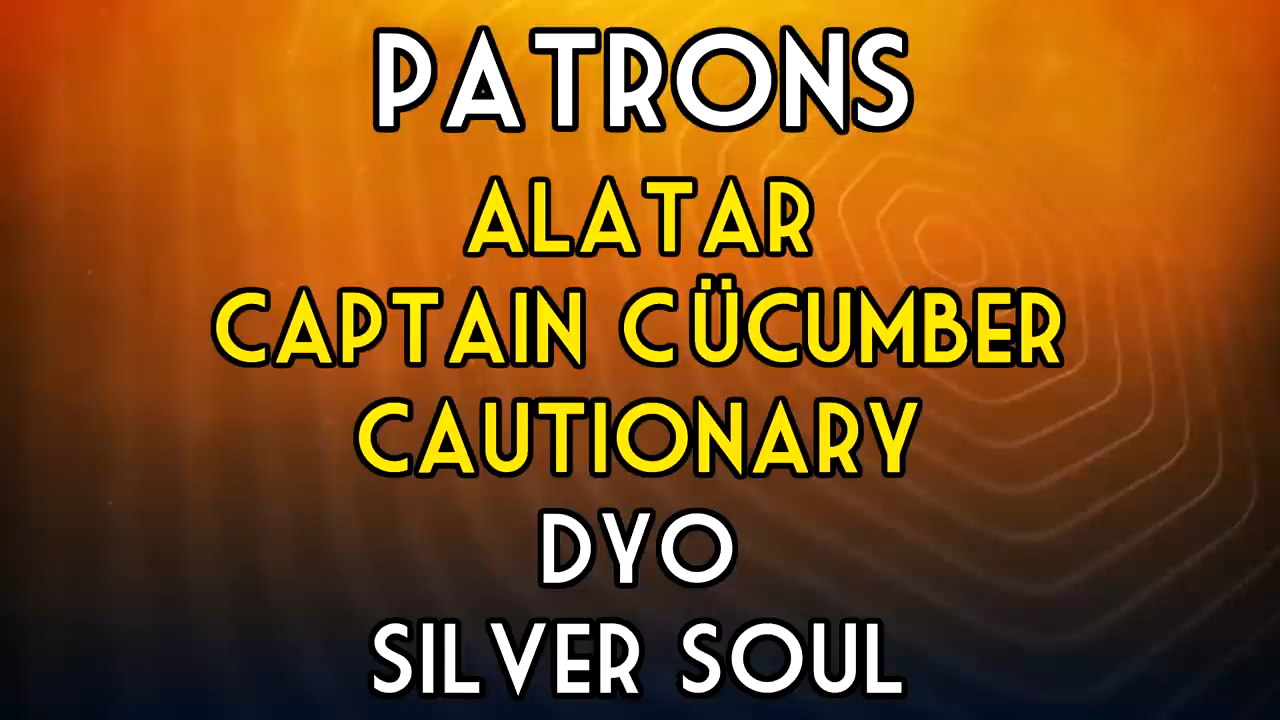 PATRONS
ALATAR
CAPTAIN CÜCUMBER
CAUTIONARY
DYO
SILVER SOUL